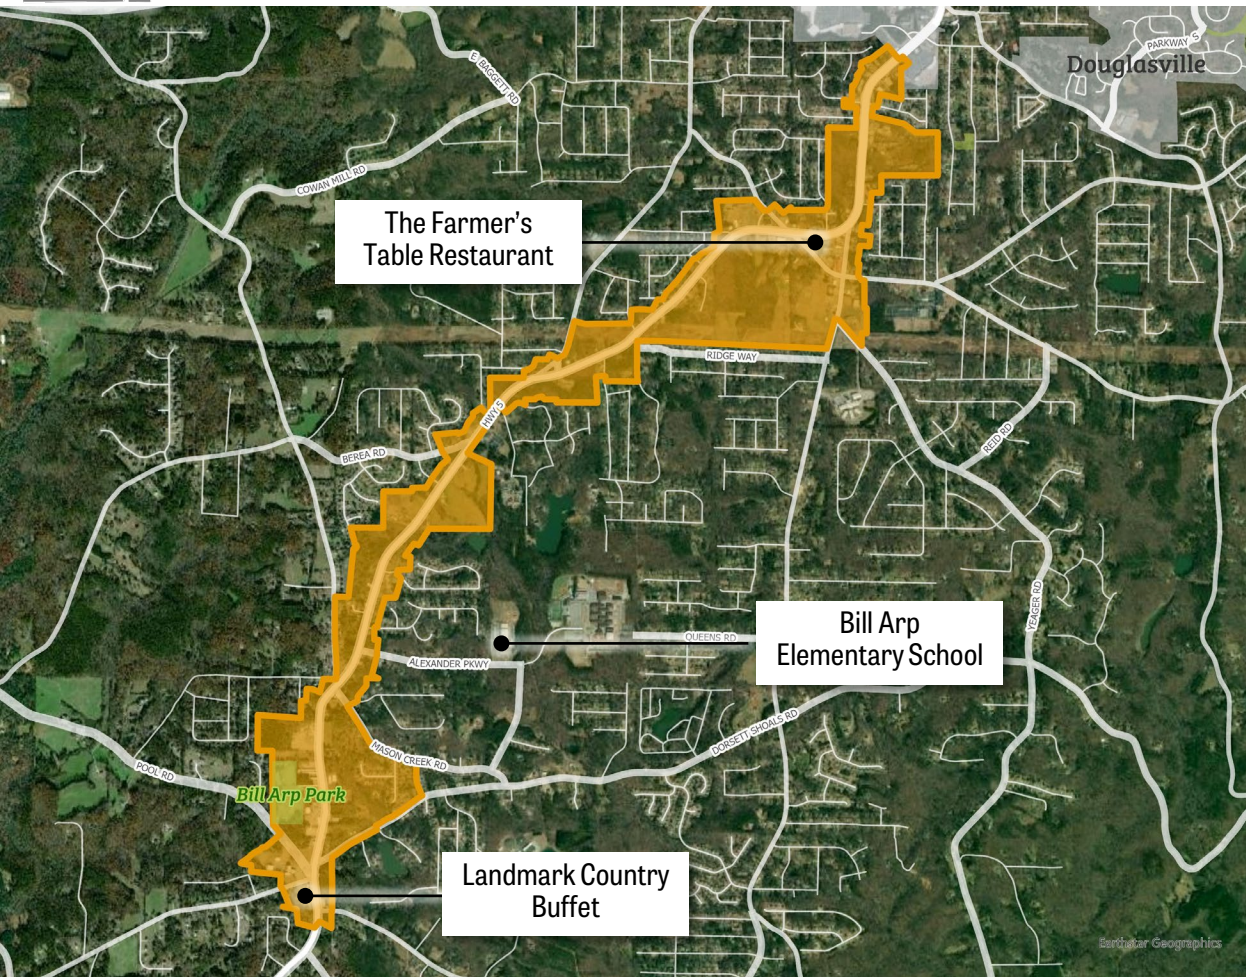 PARKWAY S
Douglasville
E BAGGETT RD
COWAN MILL RD
The Farmer's
Table Restaurant
RIDGE WAY
HWY 5
BEREA RD
REID RD
YEAGER RD
Bill Arp
Elementary School
QUEENS RD
ALEXANDER PKWY
DORSETT SHOALS RD
MASON CREEK RD
POOL RD
Bill Arp Park
Landmark Country
Buffet
Earthstar Geographics